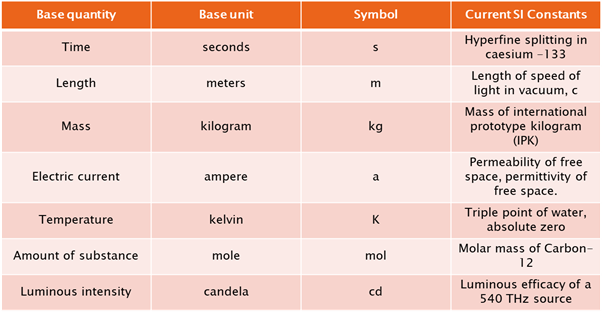 Base quantity Base unit Symbol Current SI Constants
Time seconds s Hyperfine splitting in
caesium -133
Length meters m Length of speed of
light in vacuum, c
Mass kilogram kg Mass of international
prototype kilogram
(IPK)
Electric current ampere a Permeability of free
space, permittivity of
free space.
Temperature kelvin K Triple point of water,
absolute zero
Amount of substance mole mol Molar mass of Carbon-
12
Luminous intensity candela cd Luminous efficacy of a
540 THz source